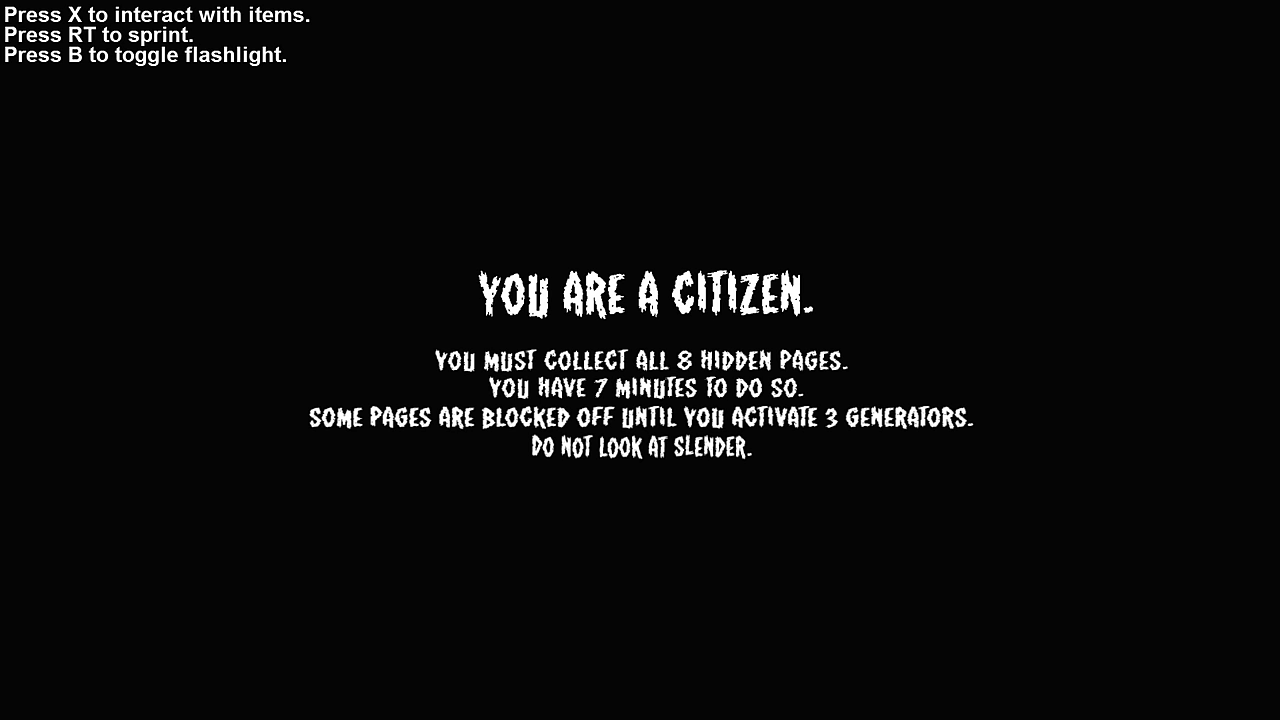 Press X to interact with items.
Press RT to sprint.
Press B to toggle flashlight.
YOU ARE A CITIZEN.
YOU MUST COLLECT ALL 8 HIDDEN PAGES.
YOU HAVE 7 MINUTES TO DO SO.
SOME PAGES ARE BLOCKED OFF UNTIL YOU ACTIVATE 3 GENERATORS.
DO NOT LOOK AT SLENDER.